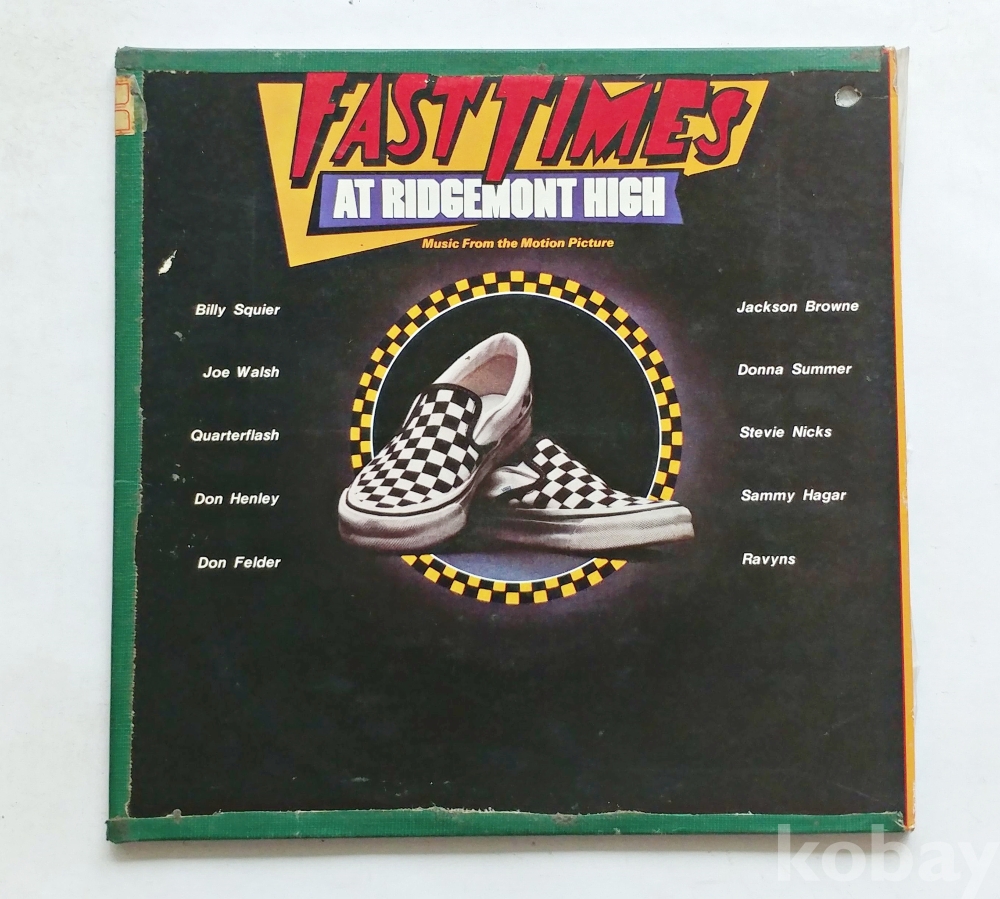 FAST TIMES
AT RIDGEMONT HIGH
Music From the Motion Picture
Billy Squier
Joe Walsh
Quarterflash
Don Henley
Don Felder
Jackson Browne
Donna Summer
Stevie Nicks
Sammy Hagar
Ravyns
kobay